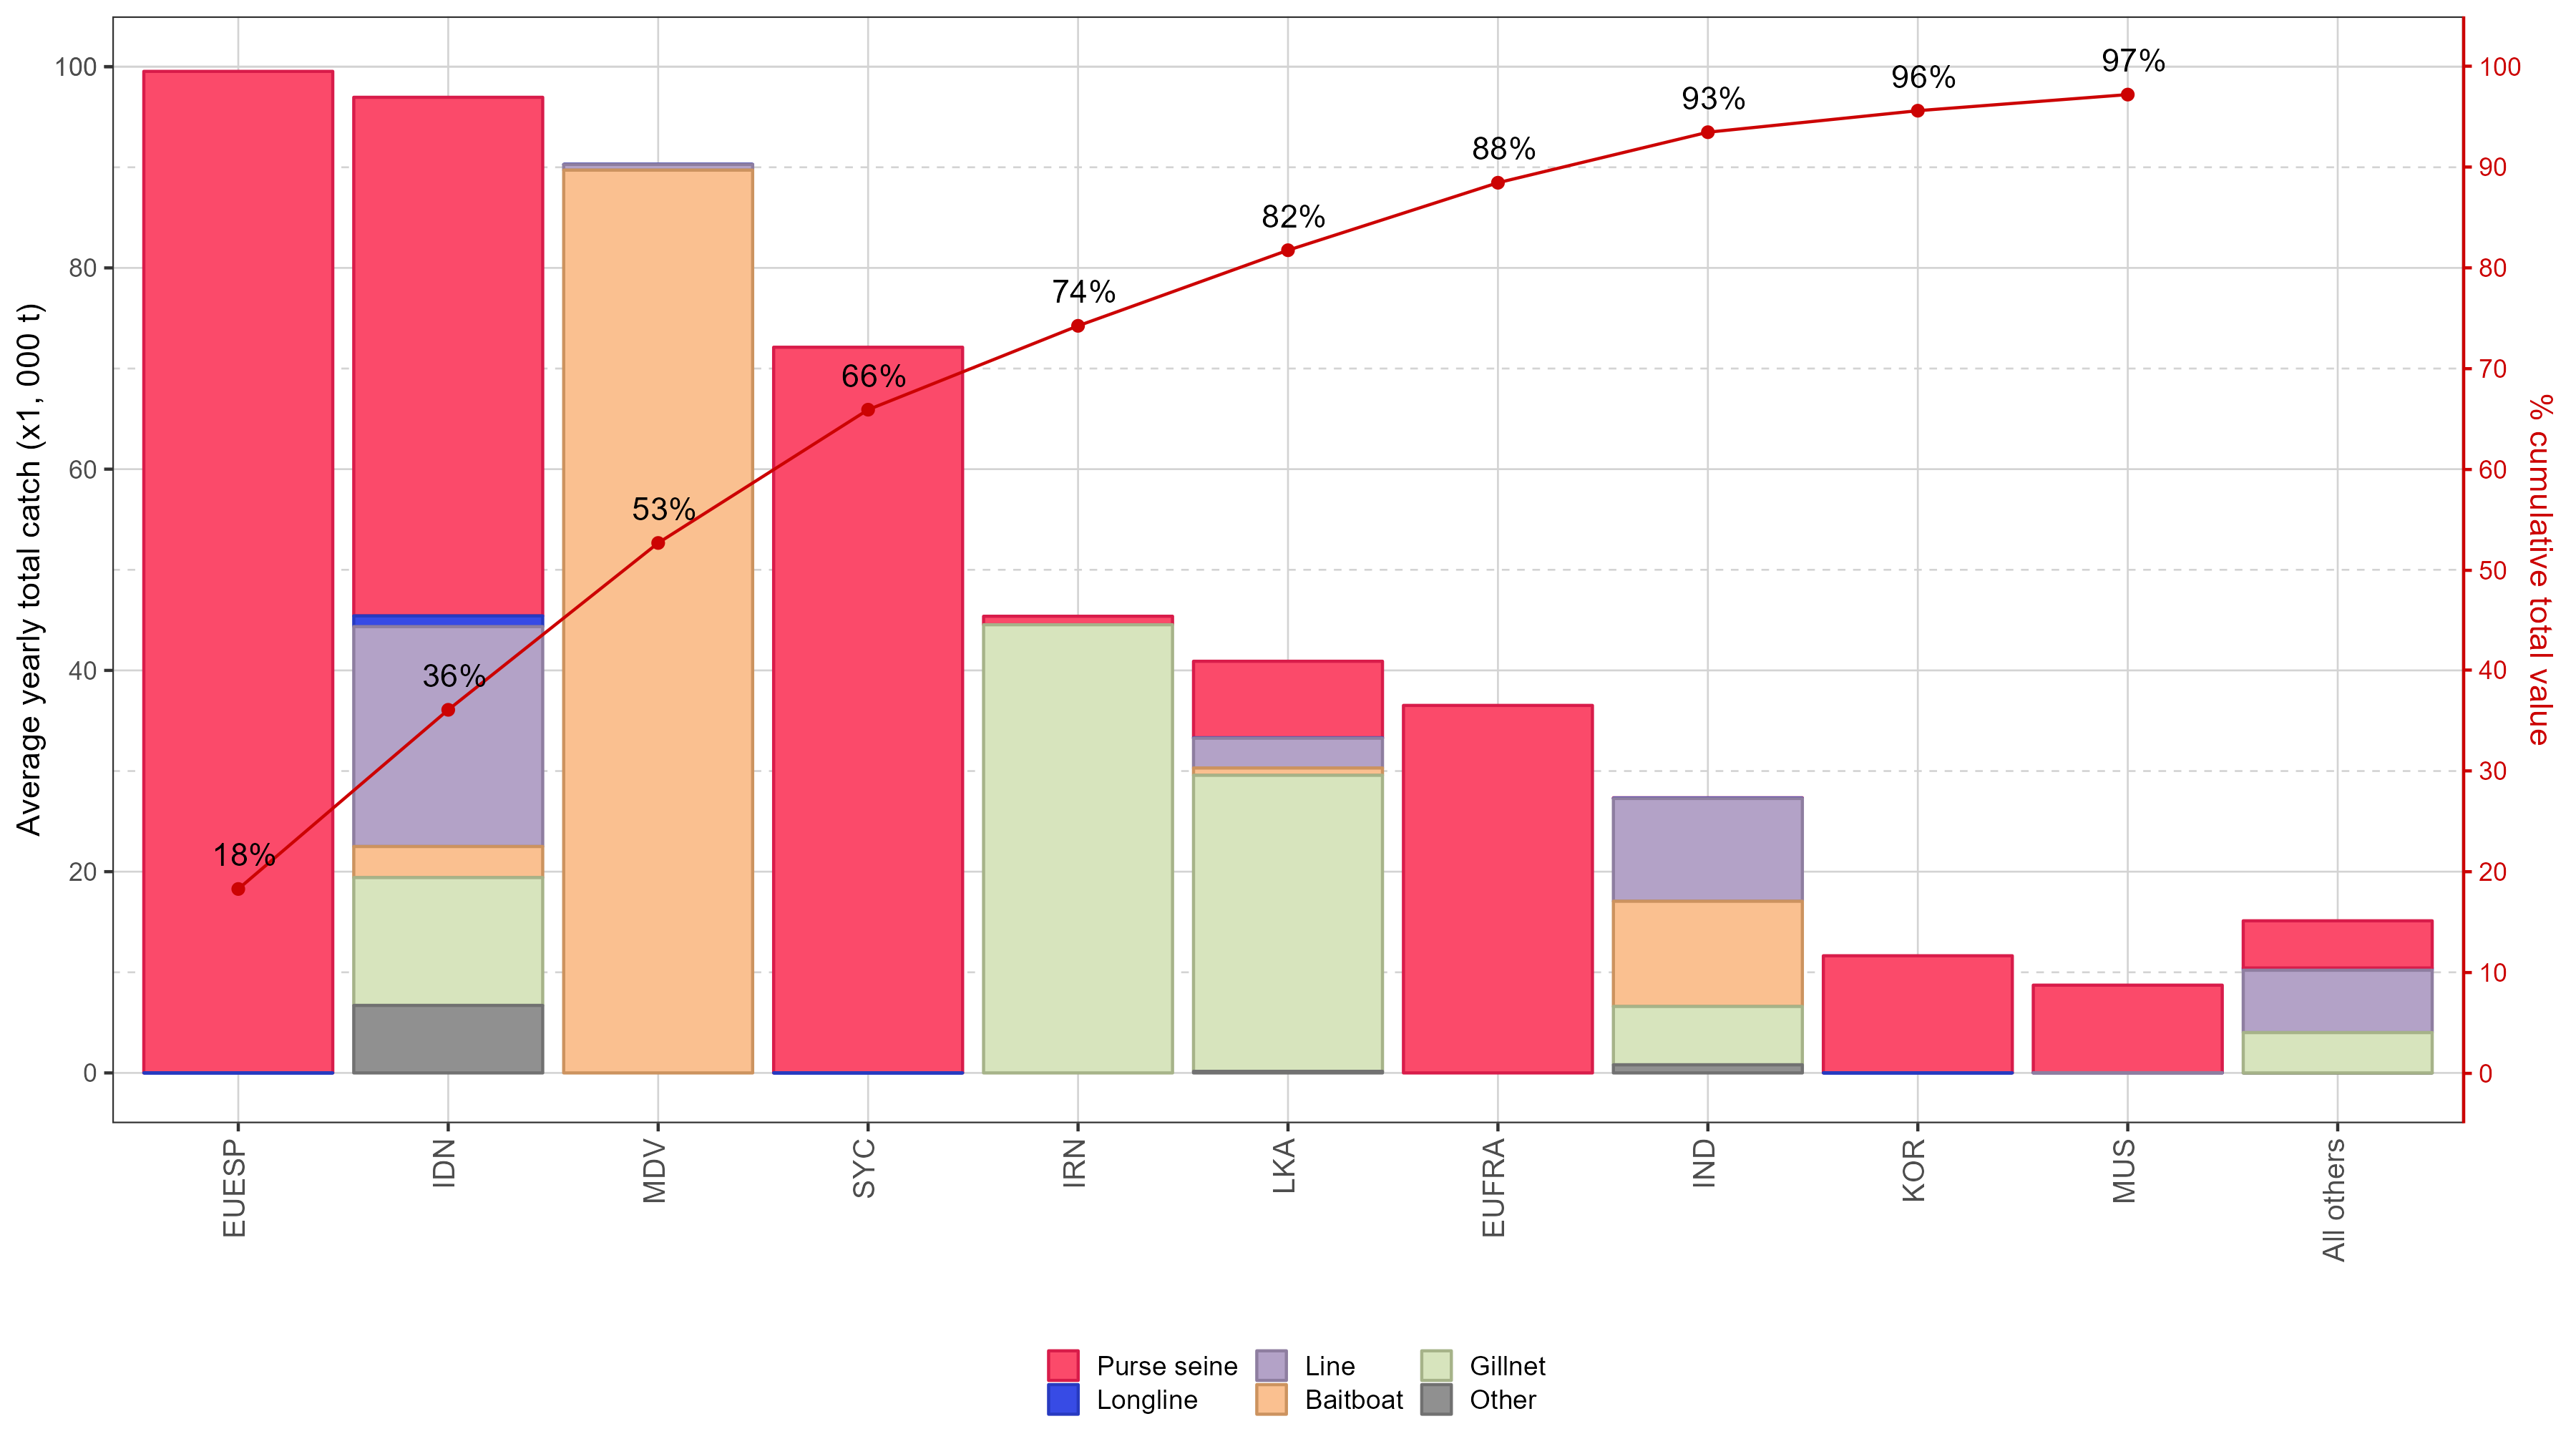 Average yearly total catch (x1, 000 t)
100
80
60
40
20
0
18%
36%
53%
66%
74%
82%
88%
93%
96%
97%
100
90
80
70
60
50
40
30
20
10
0
% cumulative total value
EUESP
IDN
MDV
SYC
IRN
LKA
EUFRA
IND
KOR
MUS
All others
Purse seine
Line
Gillnet
Longline
Baitboat
Other